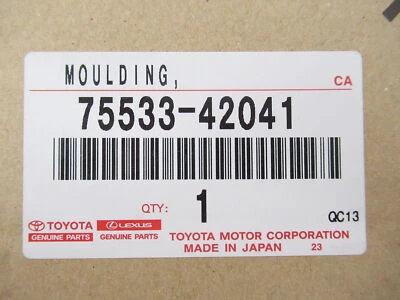 MOULDING,
CA
75533-42041
QTY: 1
QC13
TOYOTA LEXUS
GENUINE PARTS GENUINE PARTS
TOYOTA MOTOR CORPORATION
MADE IN JAPAN 23